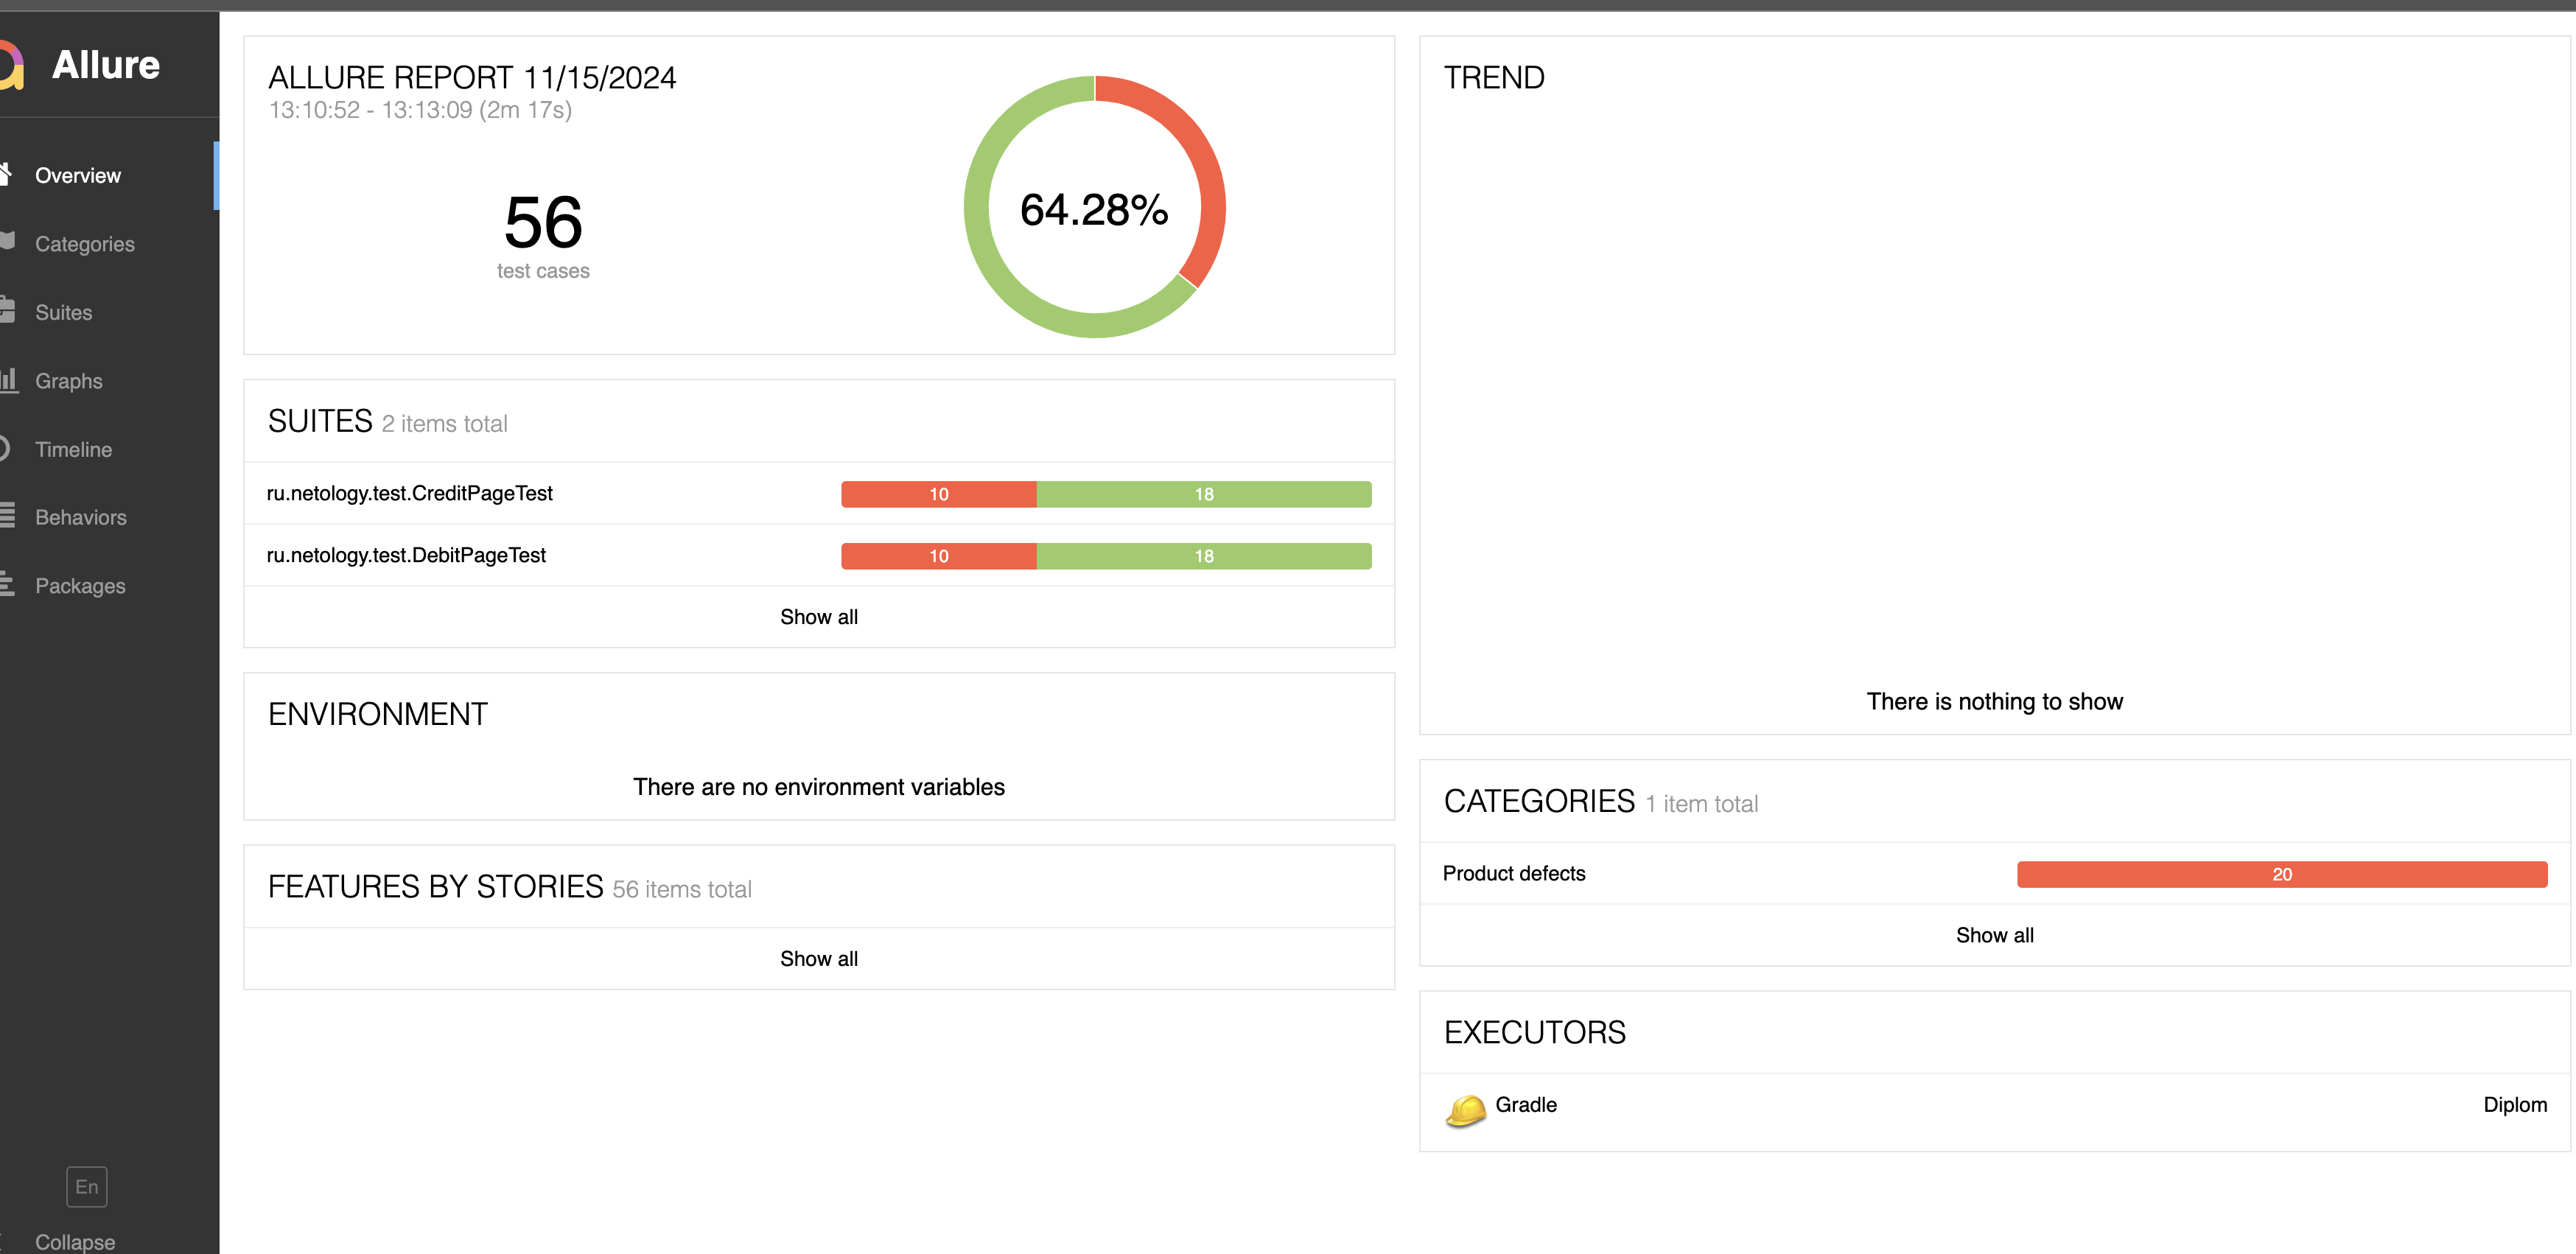 Allure
Overview
Categories
Suites
Graphs
Timeline
Behaviors
Packages
En
Collapse
ALLURE REPORT 11/15/2024
13:10:52 - 13:13:09 (2m 17s)
56
test cases
64.28%
SUITES 2 items total
ru.netology.test.CreditPageTest 10 18
ru.netology.test.DebitPageTest 10 18
Show all
ENVIRONMENT
There are no environment variables
FEATURES BY STORIES 56 items total
Show all
TREND
There is nothing to show
CATEGORIES 1 item total
Product defects 20
Show all
EXECUTORS
Gradle Diplom